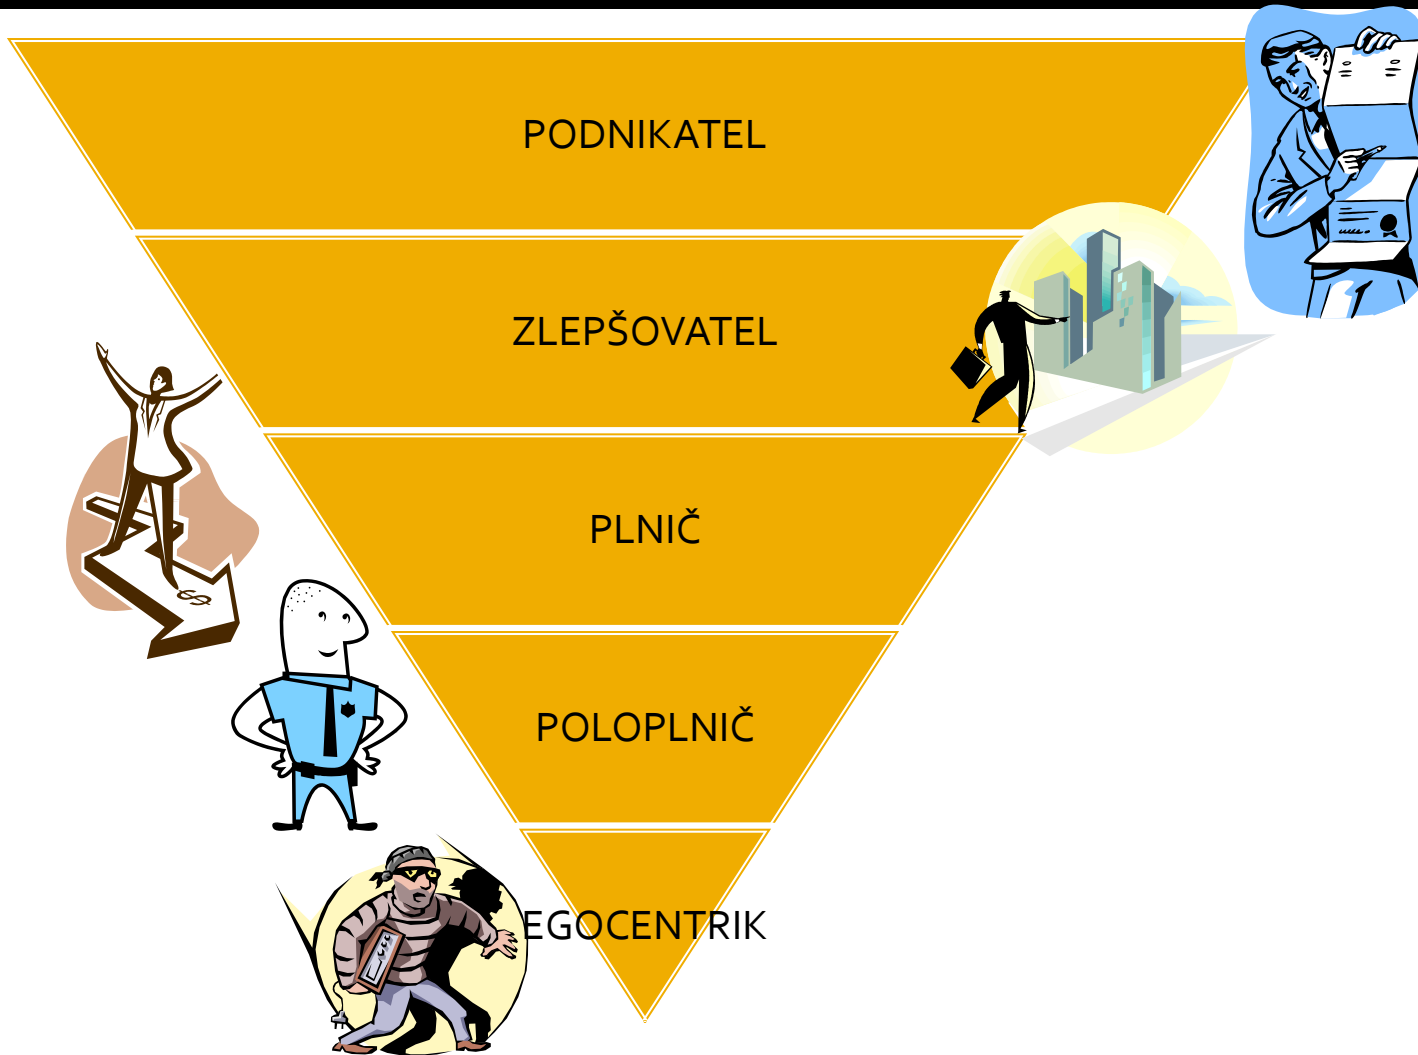 PODNIKATEL
ZLEPŠOVATEL
PLNIČ
POLOPLNIČ
EGOCENTRIK